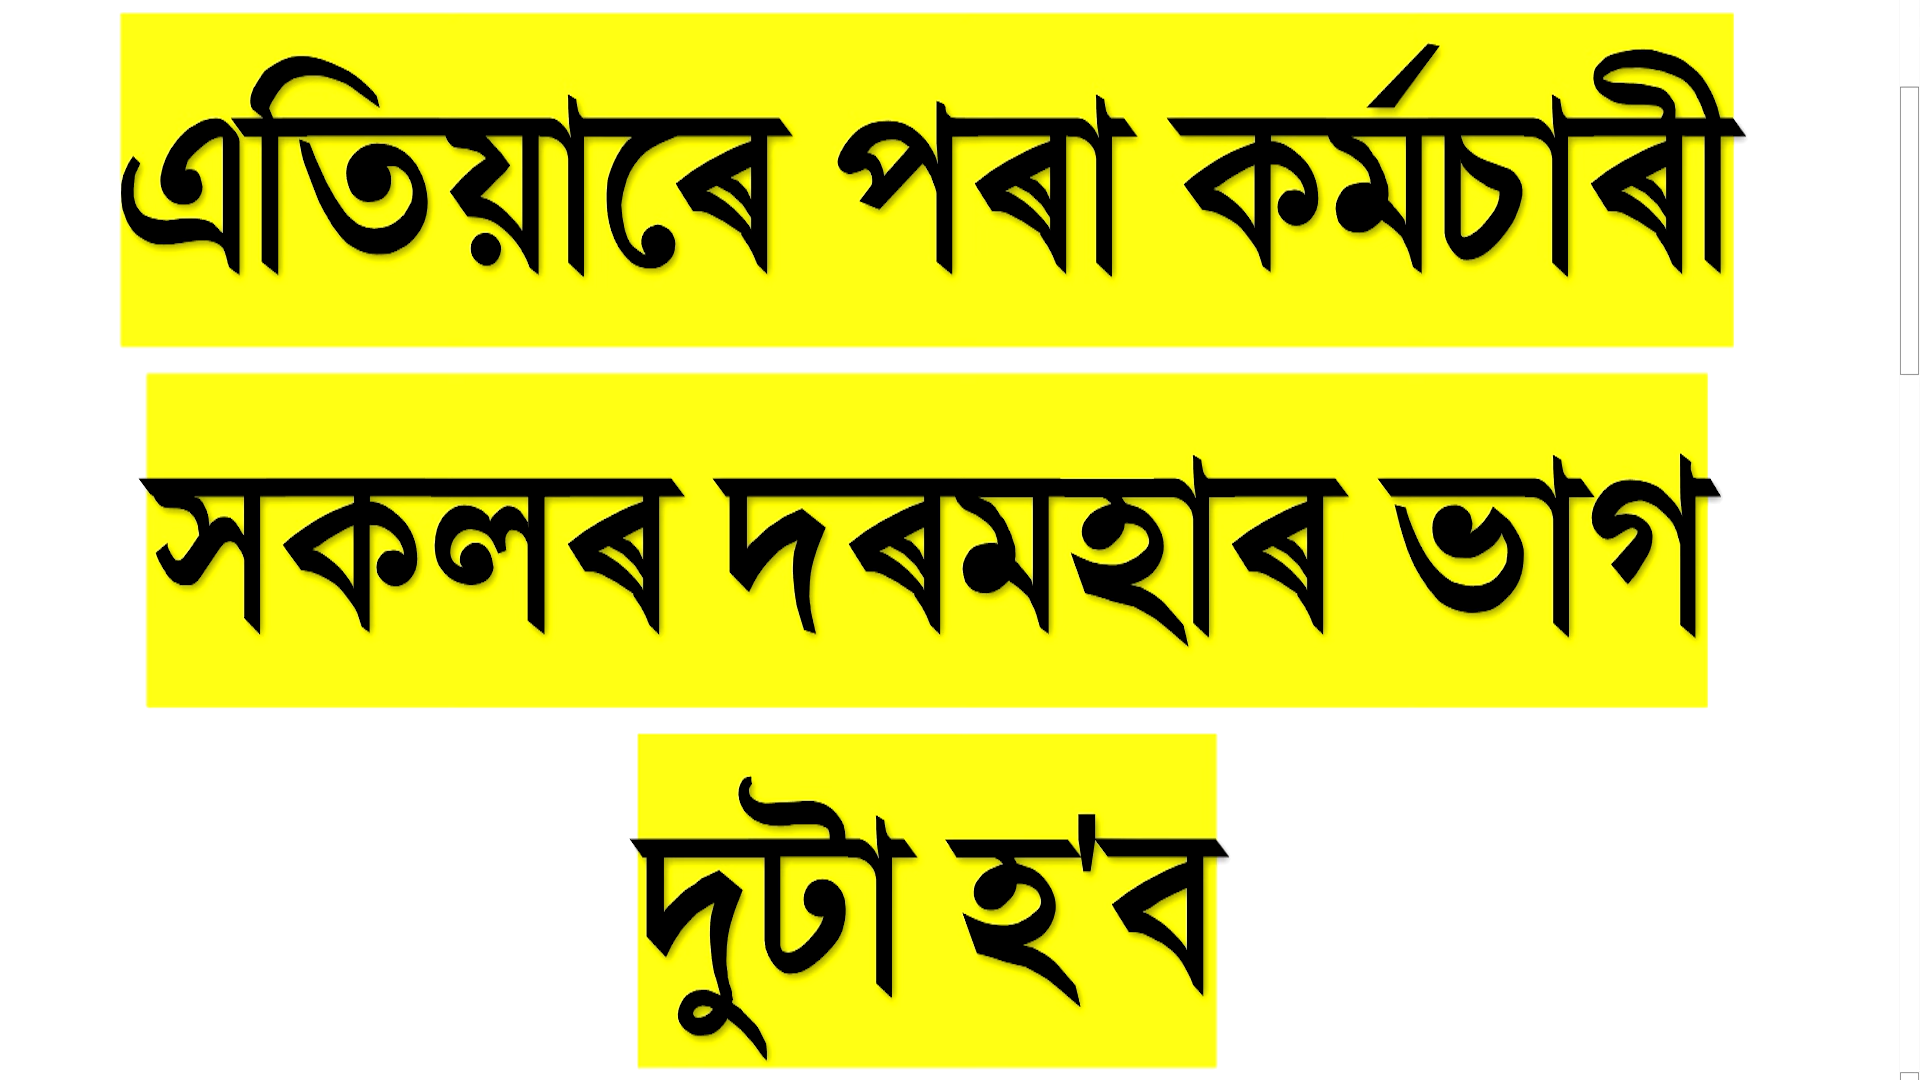 এতিয়াৰে পৰা কৰ্মচাৰী
সকলৰ দৰমহাৰ ভাগ
দুটা হ'ব